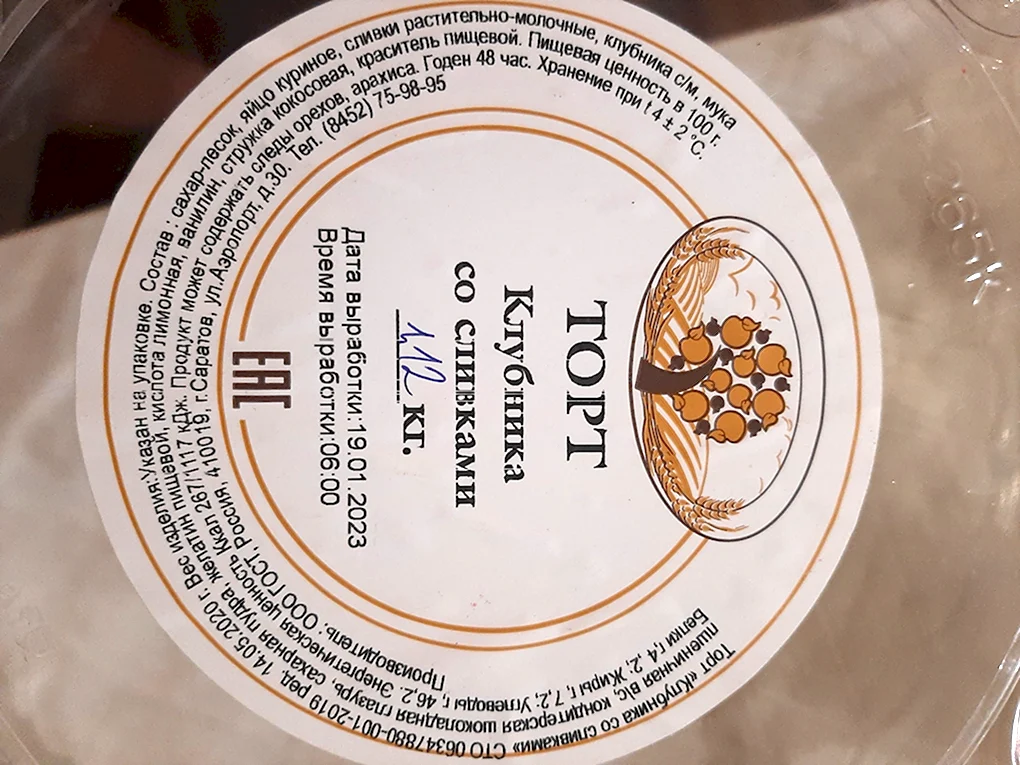 ТОРТ
Клубника
со сливками
1,12 кг.
Дата выработки:19.01.2023
Время выработки:06:00
ЕАС
Торт «Клубника со сливками» СТО 06347880-001-2019 ред 14.05.2020 г. Вес изделия:Указан на упаковке. Состав : сахар-песок, яйцо куриное, сливки растительно-молочные, клубника с/м, мука
пшеничная в\с, кондитерская шоколадная глазурь, сахарная пудра, желатин пищевой, кислота лимонная, ванилин, стружка кокосовая, краситель пищевой. Пищевая ценность в 100 г.
Белки г,4 ,2; Жиры г, 7,2; Углеводы г, 46,2. Энергетическая ценность Ккал 267/1117 кДж. Продукт может содержать следы орехов, арахиса. Годен 48 час. Хранение при t 4 ± 2 °С.
Производитель: ООО ГОСТ, Россия, 410019, г.Саратов, ул.Аэропорт, д.30. Тел. (8452) 75-98-95